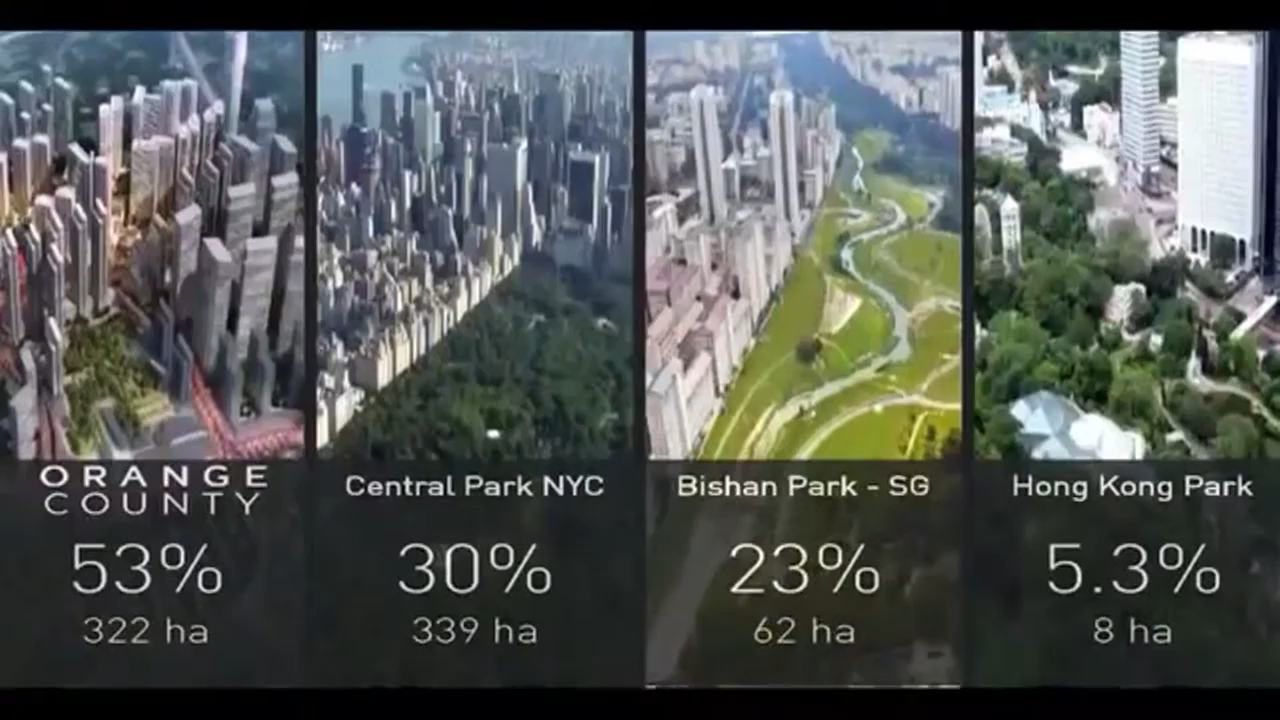 ORANGE
COUNTY
53%
322 ha
Central Park NYC
30%
339 ha
Bishan Park - SG
23%
62 ha
Hong Kong Park
5.3%
8 ha